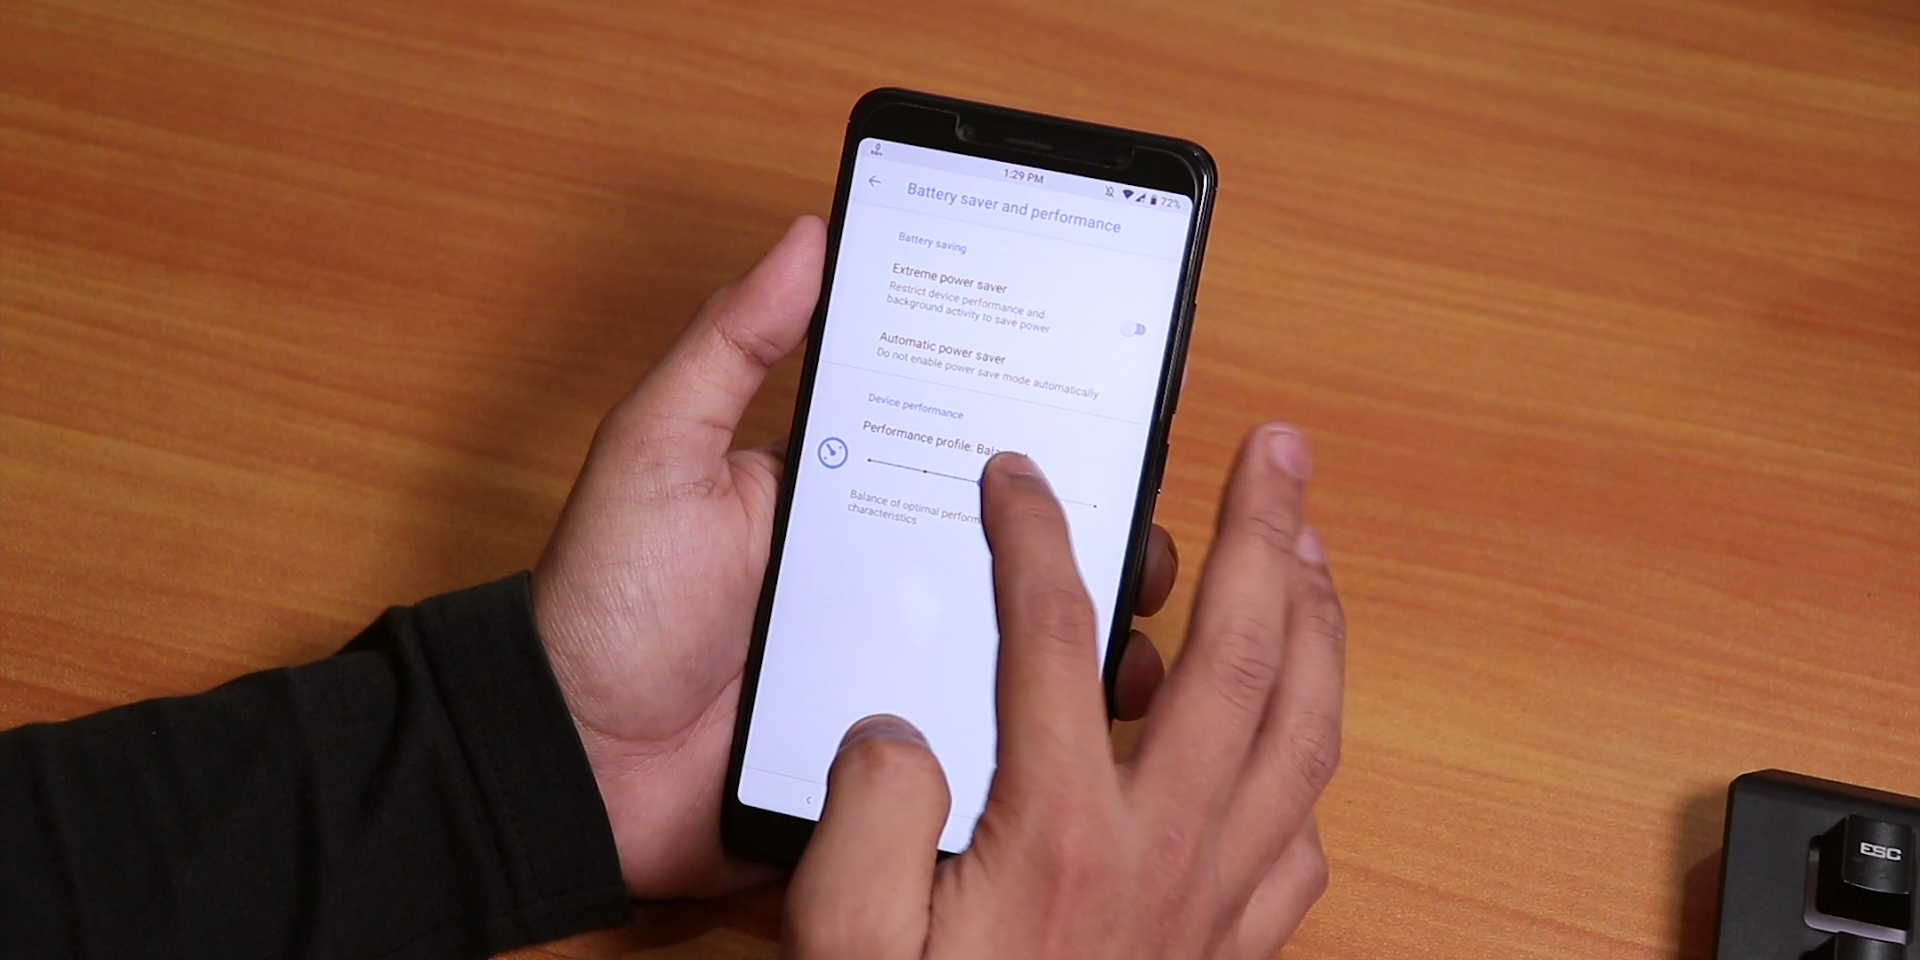 1:29 PM
72%
Battery saver and performance
Battery saving
Extreme power saver
Restrict device performance and
background activity to save power
Automatic power saver
Do not enable power save mode automatically
Device performance
Performance profile:
Balance of optimal
characteristics
ESC